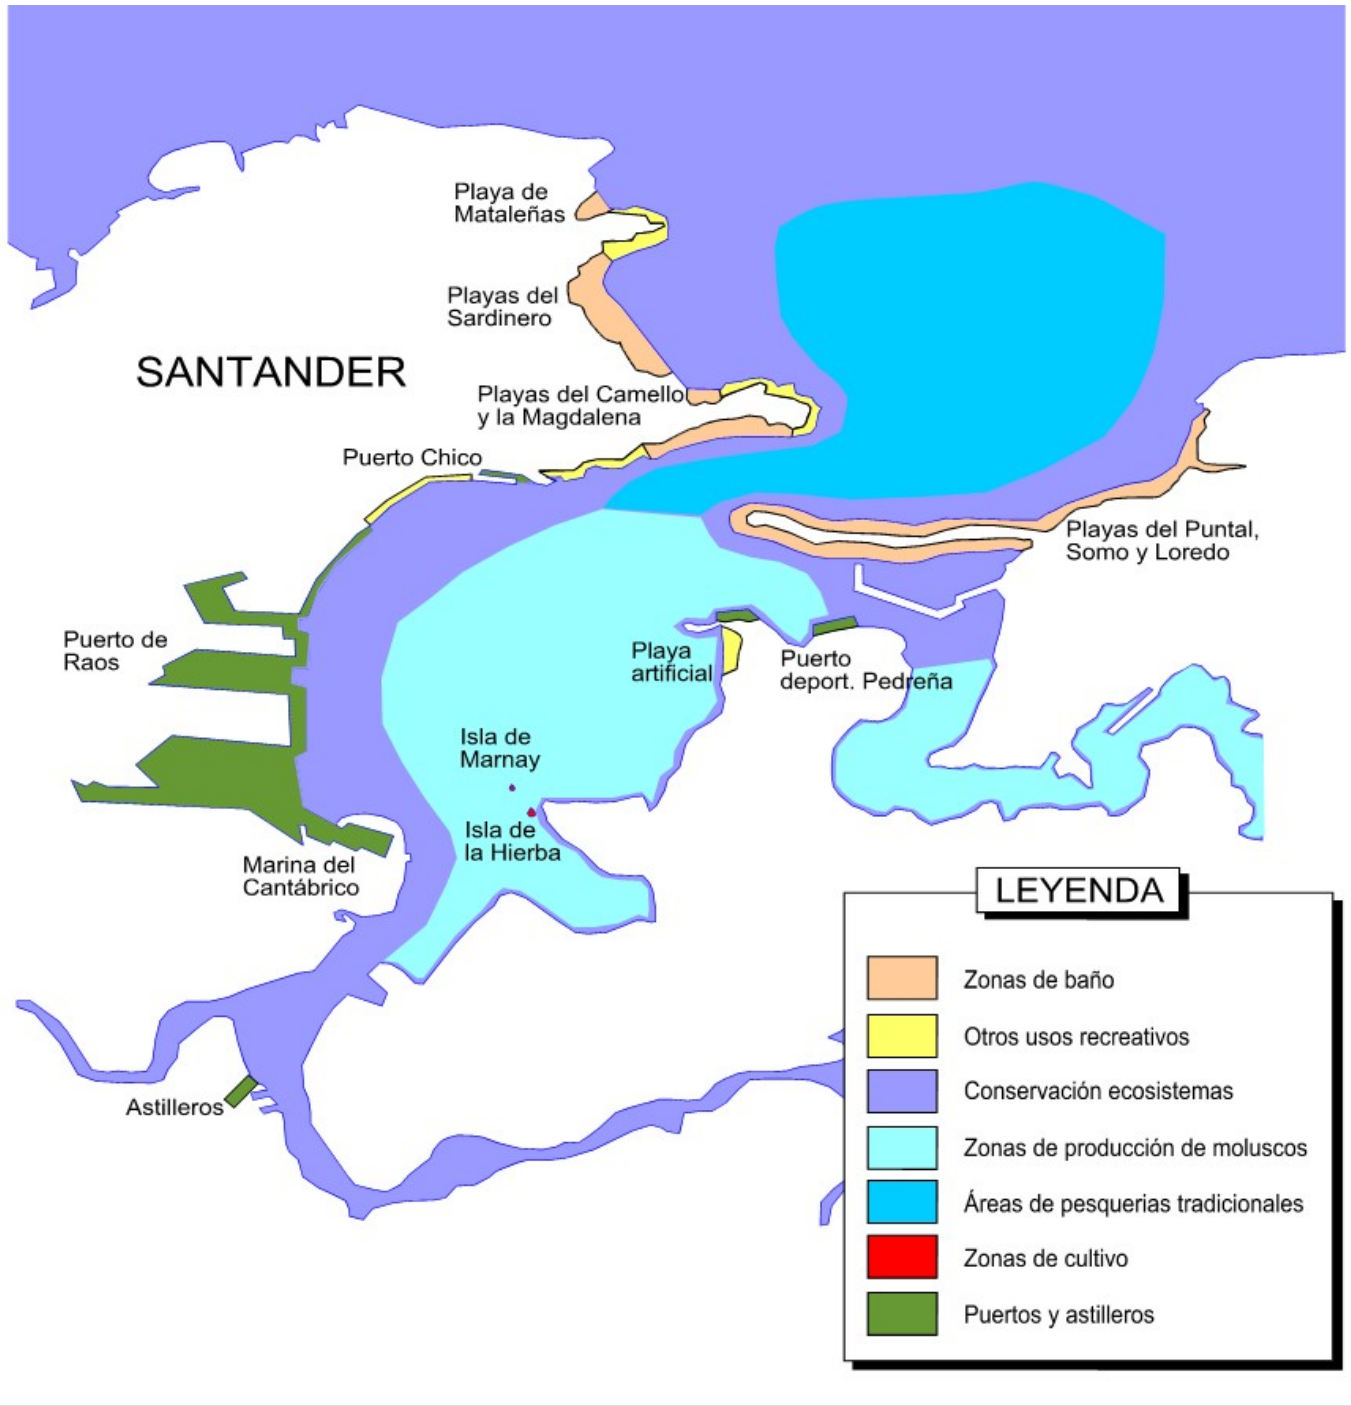 Playa de
Mataleñas
Playas del
Sardinero
SANTANDER
Playas del Camello
y la Magdalena
Puerto Chico
Playas del Puntal,
Somo y Loredo
Puerto de
Raos
Playa
artificial
Puerto
deport. Pedreña
Isla de
Marnay
Isla de
la Hierba
Marina del
Cantábrico
Astilleros
LEYENDA
Zonas de baño
Otros usos recreativos
Conservación ecosistemas
Zonas de producción de moluscos
Áreas de pesquerias tradicionales
Zonas de cultivo
Puertos y astilleros